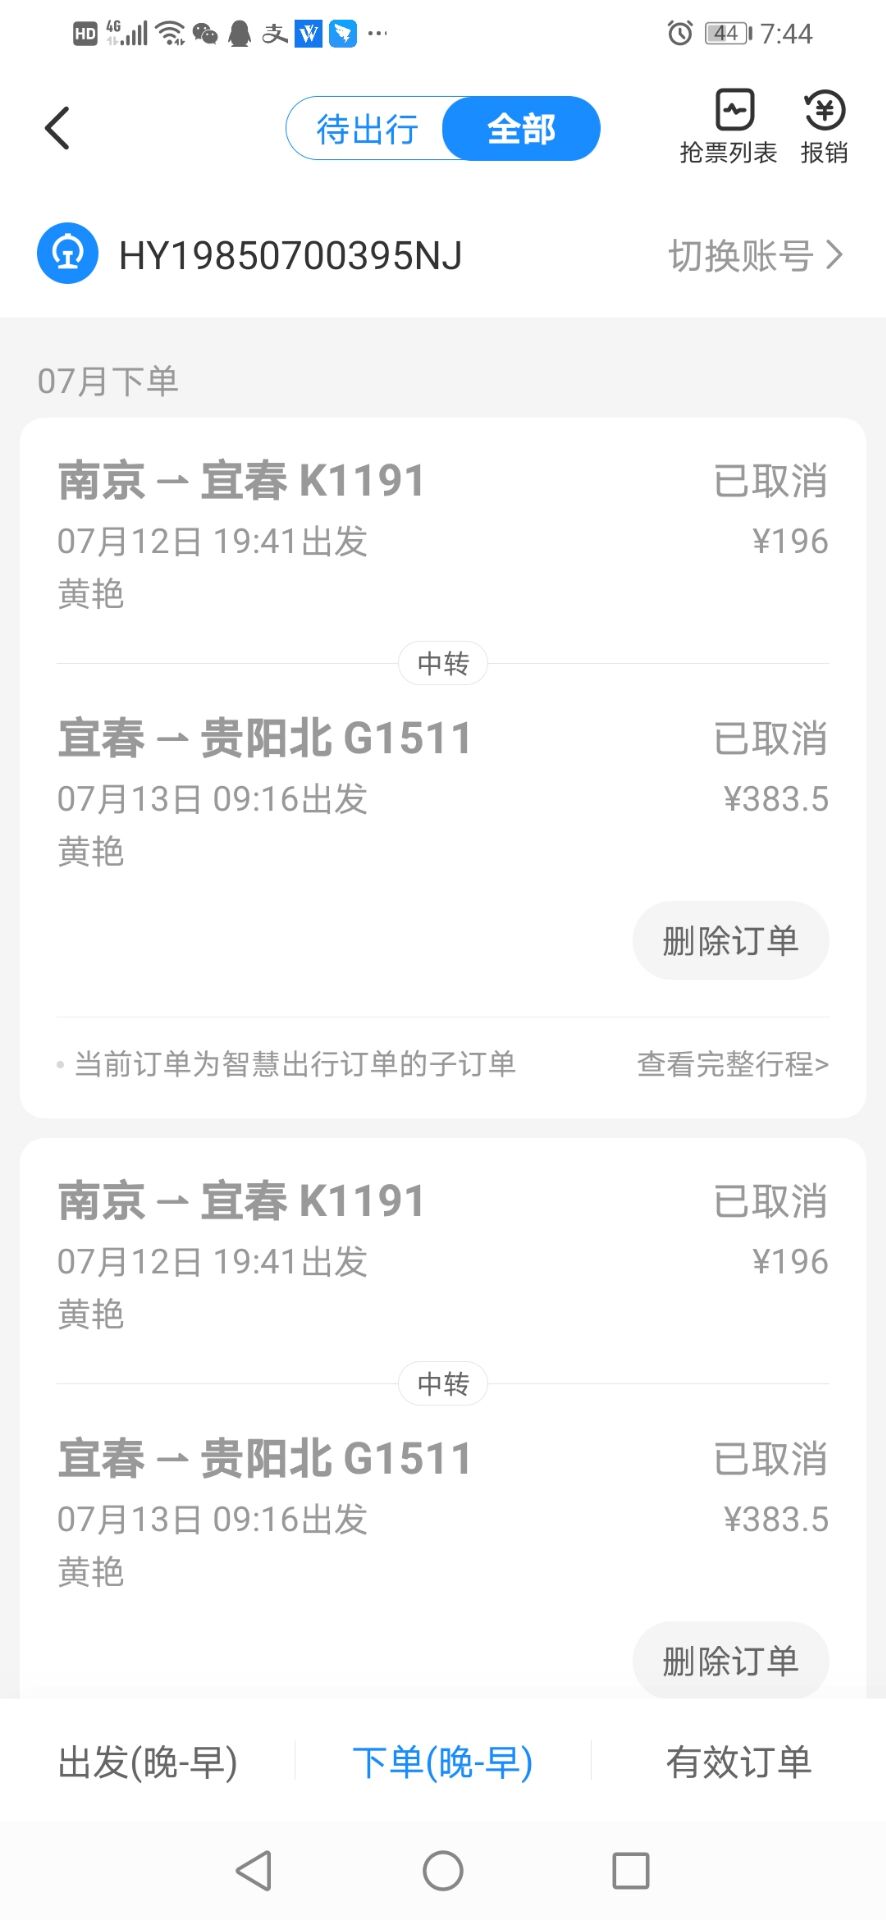 HD 4G 支 W 44 7:44
待出行 全部
抢票列表 报销
HY19850700395NJ 切换账号
07月下单
南京 ⇀ 宜春 K1191 已取消
07月12日 19:41出发 ¥196
黄艳
中转
宜春 ⇀ 贵阳北 G1511 已取消
07月13日 09:16出发 ¥383.5
黄艳
删除订单
当前订单为智慧出行订单的子订单 查看完整行程>
南京 ⇀ 宜春 K1191 已取消
07月12日 19:41出发 ¥196
黄艳
中转
宜春 ⇀ 贵阳北 G1511 已取消
07月13日 09:16出发 ¥383.5
黄艳
删除订单
出发(晚-早) 下单(晚-早) 有效订单